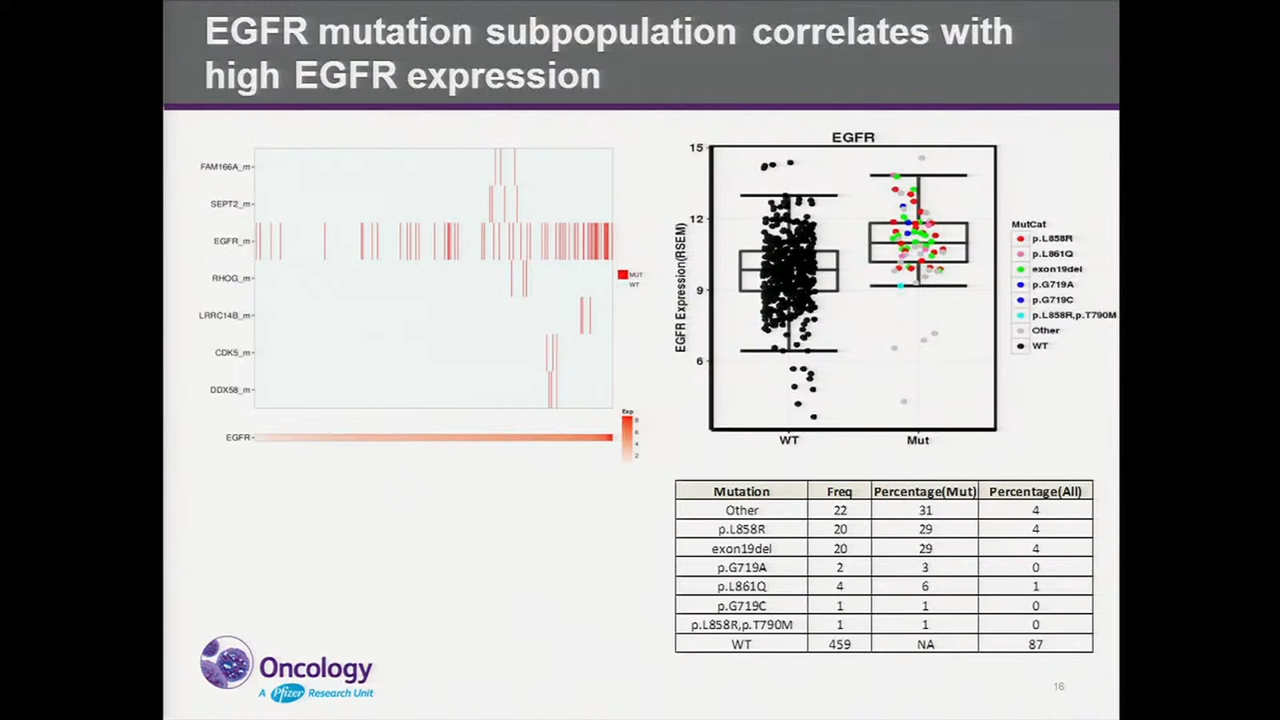 EGFR mutation subpopulation correlates with
high EGFR expression
FAM166A_m
SEPT2_m
EGFR_m
RHOG_m
LRRC14B_m
CDK5_m
DDX58_m
MUT
WT
EGFR
Exp
8
6
4
2
EGFR
EGFR Expression(RSEM)
15
12
9
6
WT
Mut
MutCat
p.L858R
p.L861Q
exon19del
p.G719A
p.G719C
p.L858R,p.T790M
Other
WT
Mutation Freq Percentage(Mut) Percentage(All)
Other 22 31 4
p.L858R 20 29 4
exon19del 20 29 4
p.G719A 2 3 0
p.L861Q 4 6 1
p.G719C 1 1 0
p.L858R,p.T790M 1 1 0
WT 459 NA 87
Oncology
A Pfizer Research Unit
16